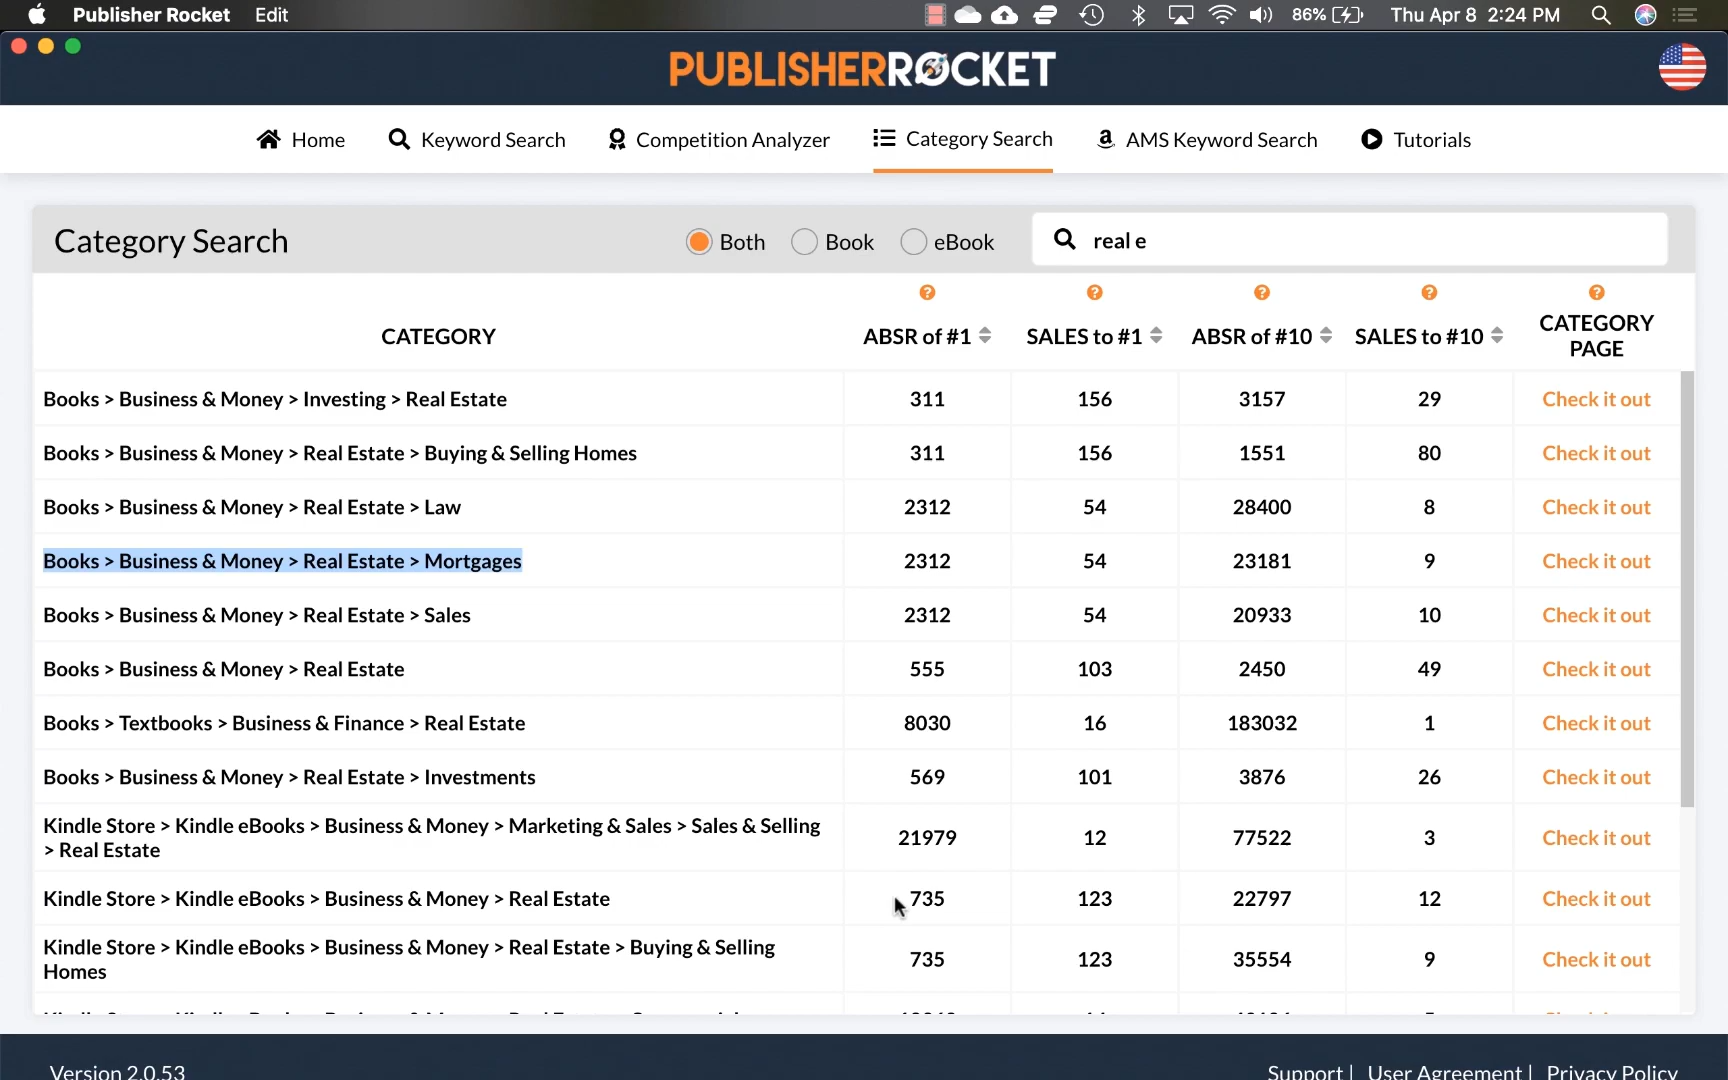 Publisher Rocket Edit 86% Thu Apr 8 2:24 PM
PUBLISHER ROCKET
Home Keyword Search Competition Analyzer Category Search AMS Keyword Search Tutorials
Category Search Both Book eBook real e
? ? ? ? ?
CATEGORY ABSR of #1 SALES to #1 ABSR of #10 SALES to #10 CATEGORY
PAGE
Books > Business & Money > Investing > Real Estate 311 156 3157 29 Check it out
Books > Business & Money > Real Estate > Buying & Selling Homes 311 156 1551 80 Check it out
Books > Business & Money > Real Estate > Law 2312 54 28400 8 Check it out
Books > Business & Money > Real Estate > Mortgages 2312 54 23181 9 Check it out
Books > Business & Money > Real Estate > Sales 2312 54 20933 10 Check it out
Books > Business & Money > Real Estate 555 103 2450 49 Check it out
Books > Textbooks > Business & Finance > Real Estate 8030 16 183032 1 Check it out
Books > Business & Money > Real Estate > Investments 569 101 3876 26 Check it out
Kindle Store > Kindle eBooks > Business & Money > Marketing & Sales > Sales & Selling
> Real Estate 21979 12 77522 3 Check it out
Kindle Store > Kindle eBooks > Business & Money > Real Estate 735 123 22797 12 Check it out
Kindle Store > Kindle eBooks > Business & Money > Real Estate > Buying & Selling
Homes 735 123 35554 9 Check it out
Version 2.0.53 Support | User Agreement | Privacy Policy